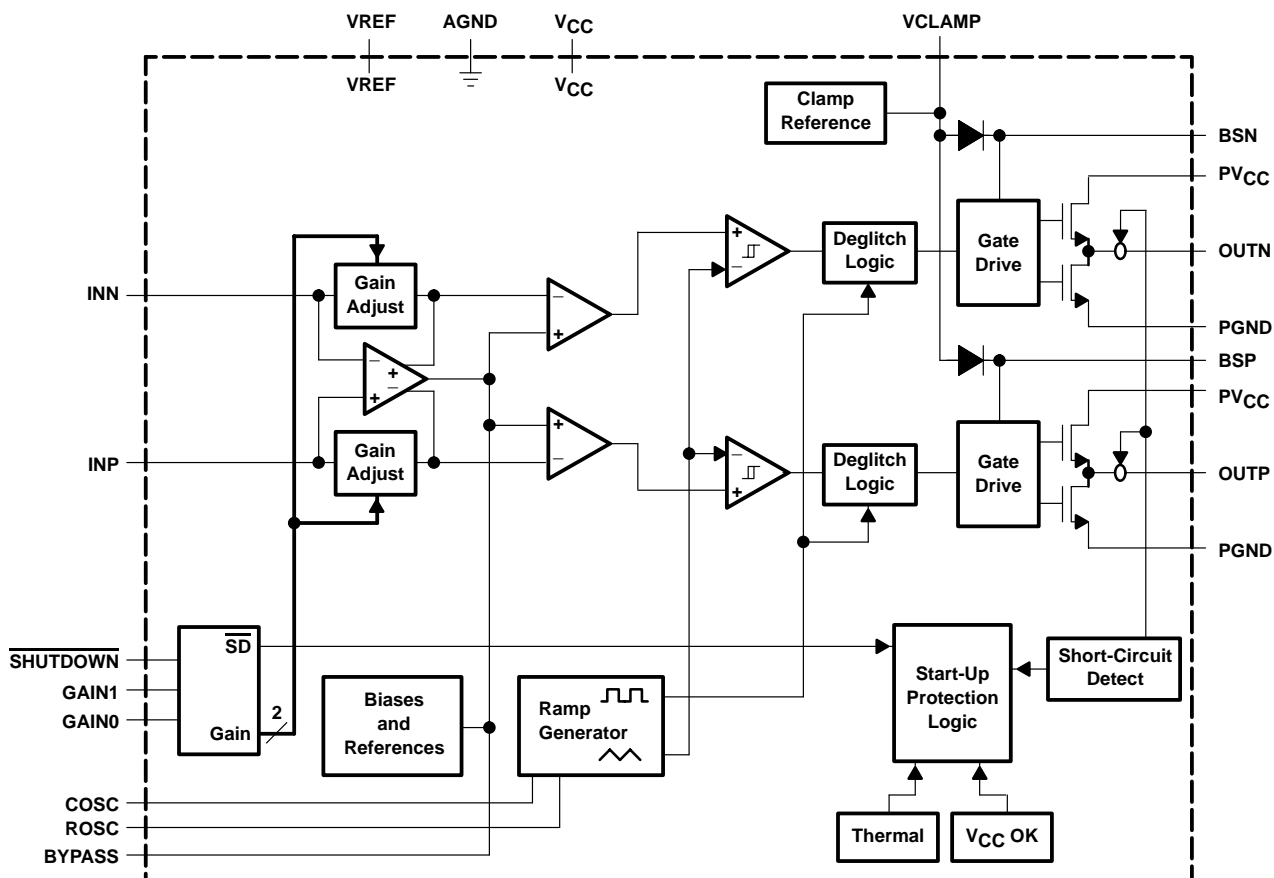 VREF
AGND
VCC
VCLAMP
VREF
VCC
Clamp
Reference
BSN
PVCC
Gain
Adjust
Deglitch
Logic
Gate
Drive
OUTN
INN
+
−
−
+
PGND
BSP
−
+
−
+
PVCC
INP
Gain
Adjust
+
−
−
+
Deglitch
Logic
Gate
Drive
OUTP
PGND
SHUTDOWN
GAIN1
GAIN0
SD
Gain
2
Biases
and
References
Ramp
Generator
Start-Up
Protection
Logic
Short-Circuit
Detect
COSC
ROSC
BYPASS
Thermal
VCC OK